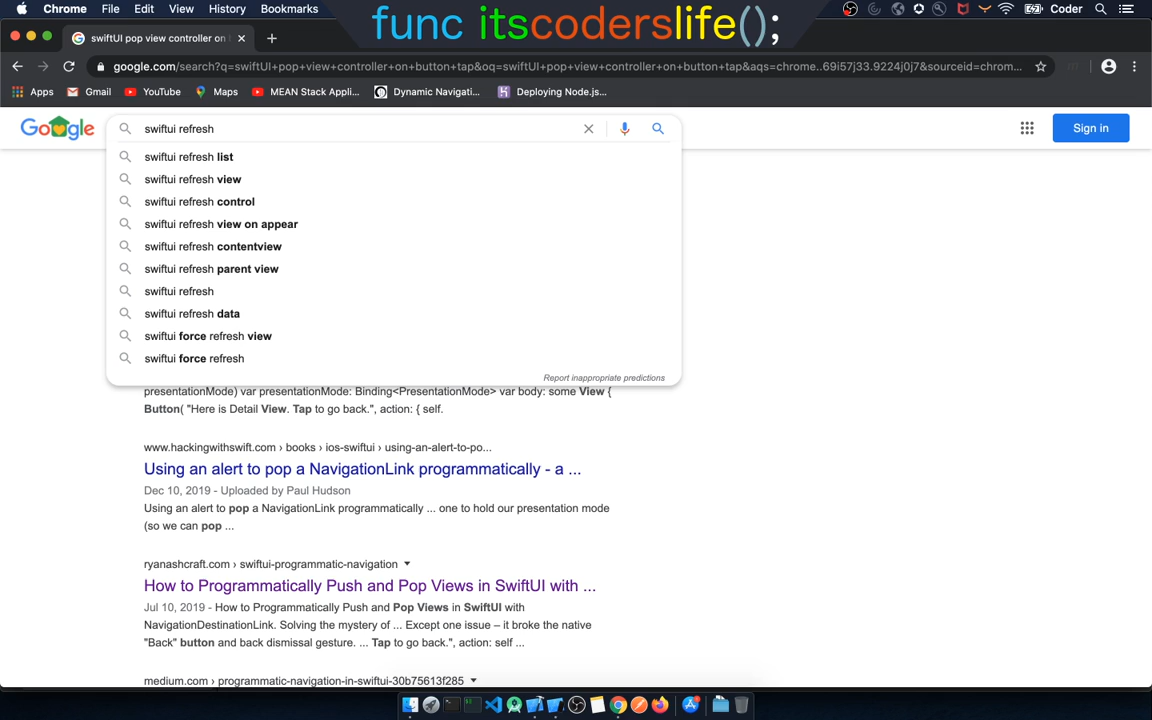 Chrome File Edit View History Bookmarks
func itscoderslife();
Coder
swiftUI pop view controller on
google.com/search?q=swiftUI+pop+view+controller+on+button+tap&oq=swiftUI+pop+view+controller+on+button+tap&aqs=chrome..69i57j33.9224j0j7&sourceid=chrom...
Apps Gmail YouTube Maps MEAN Stack Appli... Dynamic Navigati... Deploying Node.js...
Google
swiftui refresh
Sign in
swiftui refresh list
swiftui refresh view
swiftui refresh control
swiftui refresh view on appear
swiftui refresh contentview
swiftui refresh parent view
swiftui refresh
swiftui refresh data
swiftui force refresh view
swiftui force refresh
Report inappropriate predictions
presentationMode) var presentationMode: Binding<PresentationMode> var body: some View {
Button( "Here is Detail View. Tap to go back.", action: { self.
www.hackingwithswift.com › books › ios-swiftui › using-an-alert-to-po...
Using an alert to pop a NavigationLink programmatically - a ...
Dec 10, 2019 - Uploaded by Paul Hudson
Using an alert to pop a NavigationLink programmatically ... one to hold our presentation mode
(so we can pop ...
ryanashcraft.com › swiftui-programmatic-navigation
How to Programmatically Push and Pop Views in SwiftUI with ...
Jul 10, 2019 - How to Programmatically Push and Pop Views in SwiftUI with
NavigationDestinationLink. Solving the mystery of ... Except one issue – it broke the native
"Back" button and back dismissal gesture. ... Tap to go back.", action: self ...
medium.com › programmatic-navigation-in-swiftui-30b75613f285